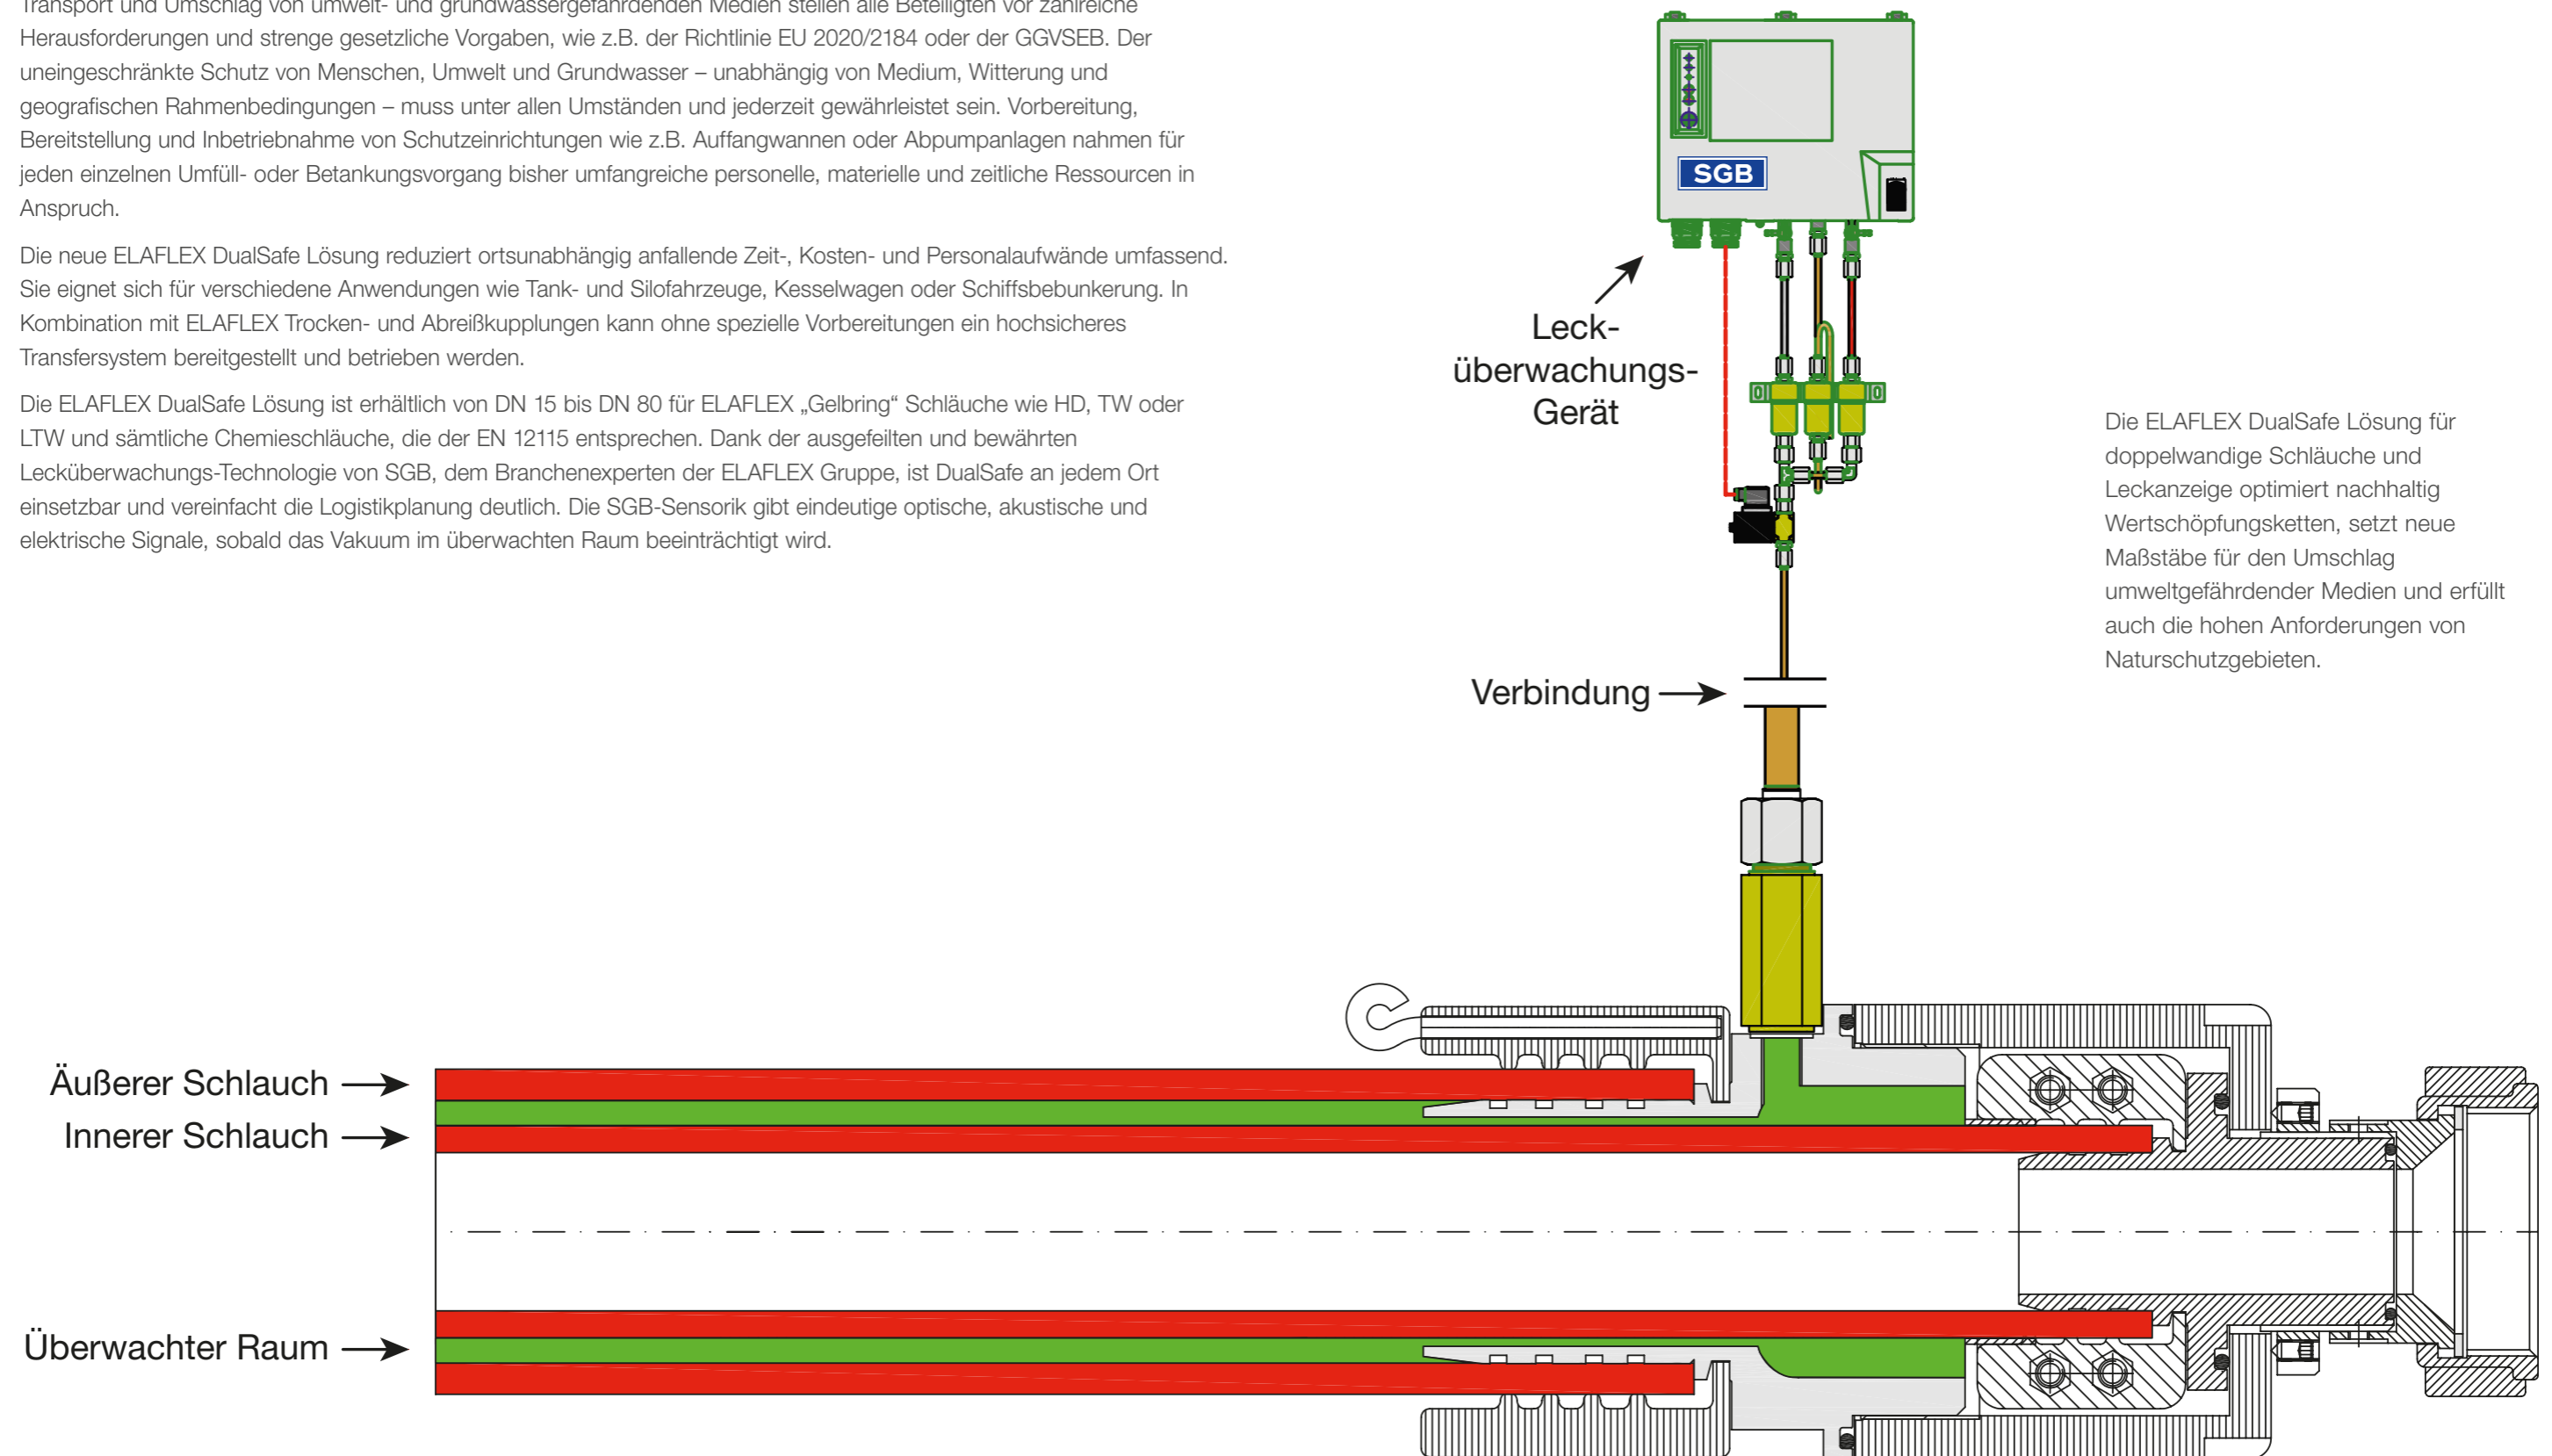 Transport und Umschlag von umwelt- und grundwassergefährdenden Medien stellen alle Beteiligten vor zahlreiche
Herausforderungen und strenge gesetzliche Vorgaben, wie z.B. der Richtlinie EU 2020/2184 oder der GGVSEB. Der
uneingeschränkte Schutz von Menschen, Umwelt und Grundwasser – unabhängig von Medium, Witterung und
geografischen Rahmenbedingungen – muss unter allen Umständen und jederzeit gewährleistet sein. Vorbereitung,
Bereitstellung und Inbetriebnahme von Schutzeinrichtungen wie z.B. Auffangwannen oder Abpumpanlagen nahmen für
jeden einzelnen Umfüll- oder Betankungsvorgang bisher umfangreiche personelle, materielle und zeitliche Ressourcen in
Anspruch.
Die neue ELAFLEX DualSafe Lösung reduziert ortsunabhängig anfallende Zeit-, Kosten- und Personalaufwände umfassend.
Sie eignet sich für verschiedene Anwendungen wie Tank- und Silofahrzeuge, Kesselwagen oder Schiffsbebunkerung. In
Kombination mit ELAFLEX Trocken- und Abreißkupplungen kann ohne spezielle Vorbereitungen ein hochsicheres
Transfersystem bereitgestellt und betrieben werden.
Die ELAFLEX DualSafe Lösung ist erhältlich von DN 15 bis DN 80 für ELAFLEX „Gelbring“ Schläuche wie HD, TW oder
LTW und sämtliche Chemieschläuche, die der EN 12115 entsprechen. Dank der ausgefeilten und bewährten
Lecküberwachungs-Technologie von SGB, dem Branchenexperten der ELAFLEX Gruppe, ist DualSafe an jedem Ort
einsetzbar und vereinfacht die Logistikplanung deutlich. Die SGB-Sensorik gibt eindeutige optische, akustische und
elektrische Signale, sobald das Vakuum im überwachten Raum beeinträchtigt wird.
SGB
Leck-
überwachungs-
Gerät
Die ELAFLEX DualSafe Lösung für
doppelwandige Schläuche und
Leckanzeige optimiert nachhaltig
Wertschöpfungsketten, setzt neue
Maßstäbe für den Umschlag
umweltgefährdender Medien und erfüllt
auch die hohen Anforderungen von
Naturschutzgebieten.
Verbindung
Äußerer Schlauch
Innerer Schlauch
Überwachter Raum